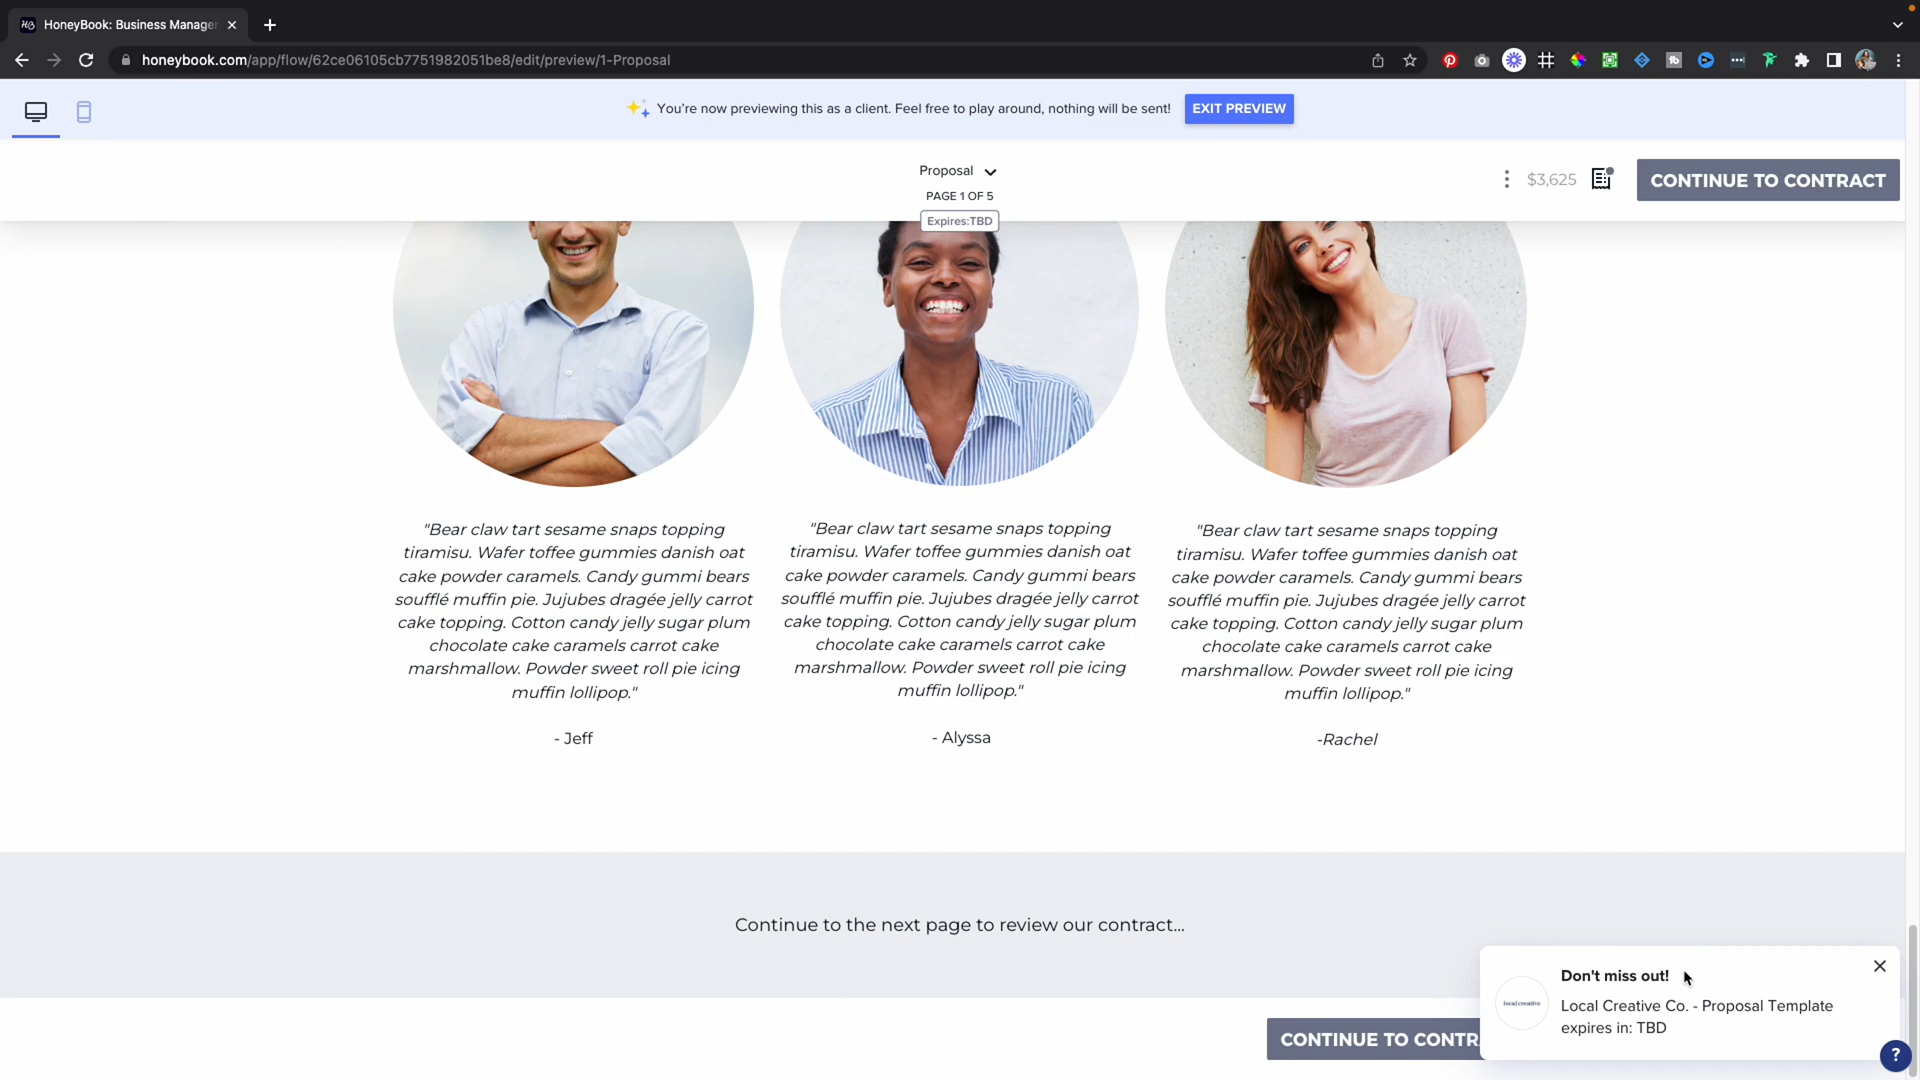 HoneyBook: Business Manager
honeybook.com/app/flow/62ce06105cb7751982051be8/edit/preview/1-Proposal
You're now previewing this as a client. Feel free to play around, nothing will be sent!
EXIT PREVIEW
Proposal
PAGE 1 OF 5
Expires:TBD
$3,625
CONTINUE TO CONTRACT
"Bear claw tart sesame snaps topping
tiramisu. Wafer toffee gummies danish oat
cake powder caramels. Candy gummi bears
soufflé muffin pie. Jujubes dragée jelly carrot
cake topping. Cotton candy jelly sugar plum
chocolate cake caramels carrot cake
marshmallow. Powder sweet roll pie icing
muffin lollipop."
- Jeff
"Bear claw tart sesame snaps topping
tiramisu. Wafer toffee gummies danish oat
cake powder caramels. Candy gummi bears
soufflé muffin pie. Jujubes dragée jelly carrot
cake topping. Cotton candy jelly sugar plum
chocolate cake caramels carrot cake
marshmallow. Powder sweet roll pie icing
muffin lollipop."
- Alyssa
"Bear claw tart sesame snaps topping
tiramisu. Wafer toffee gummies danish oat
cake powder caramels. Candy gummi bears
soufflé muffin pie. Jujubes dragée jelly carrot
cake topping. Cotton candy jelly sugar plum
chocolate cake caramels carrot cake
marshmallow. Powder sweet roll pie icing
muffin lollipop."
-Rachel
Continue to the next page to review our contract...
CONTINUE TO CONTR
Don't miss out!
local creative
Local Creative Co. - Proposal Template
expires in: TBD
?